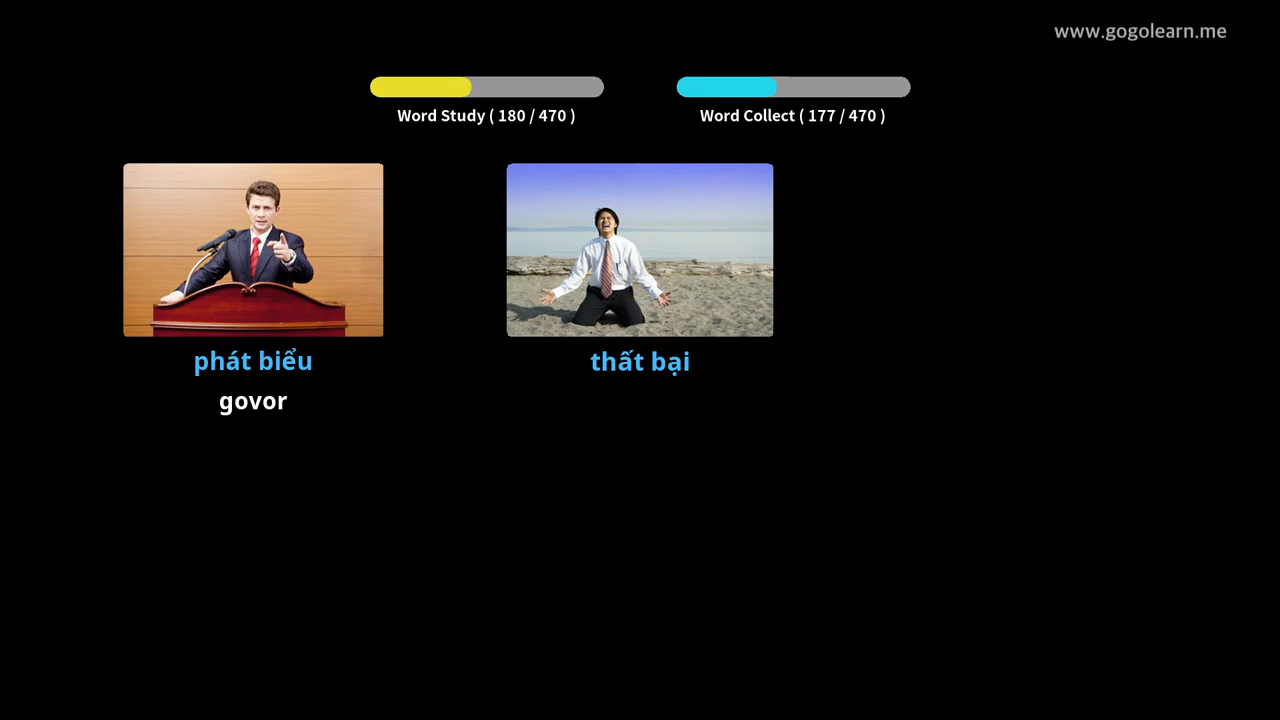 www.gogolearn.me
Word Study ( 180 / 470 )
Word Collect ( 177 / 470 )
phát biểu
thất bại
govor